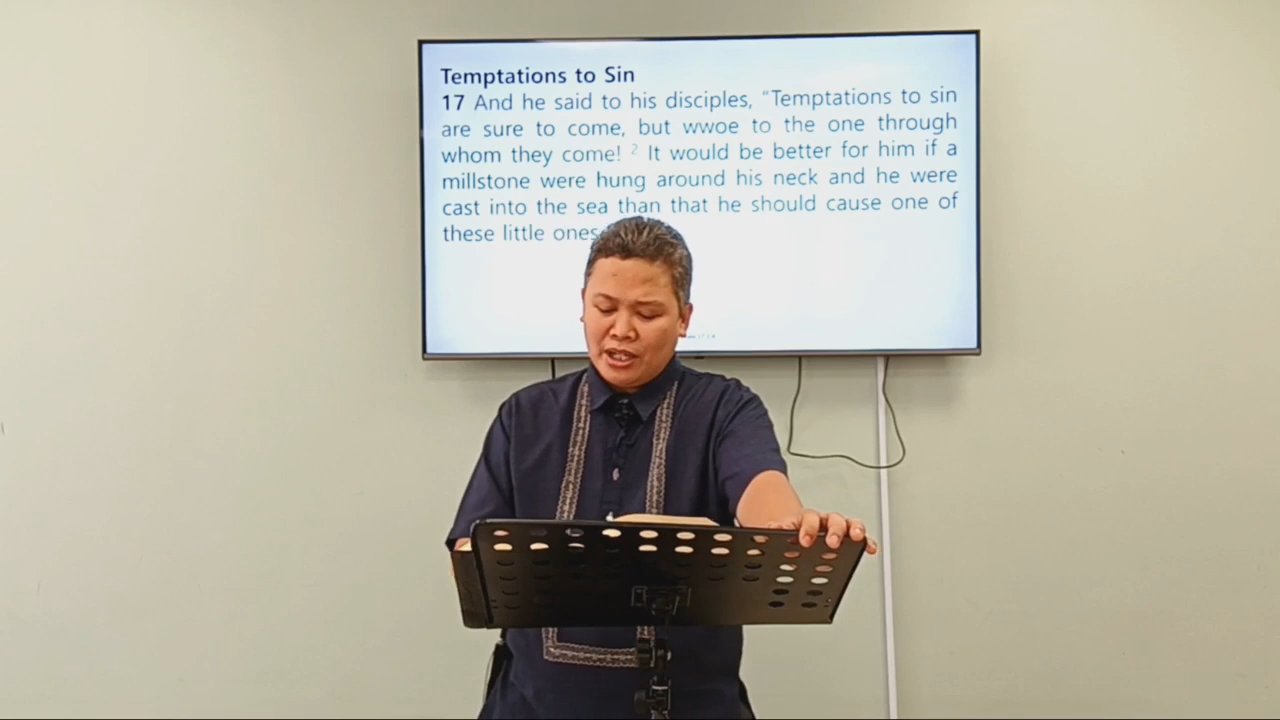 Temptations to Sin
17 And he said to his disciples, “Temptations to sin
are sure to come, but wwoe to the one through
whom they come! 2 It would be better for him if a
millstone were hung around his neck and he were
cast into the sea than that he should cause one of
these little ones